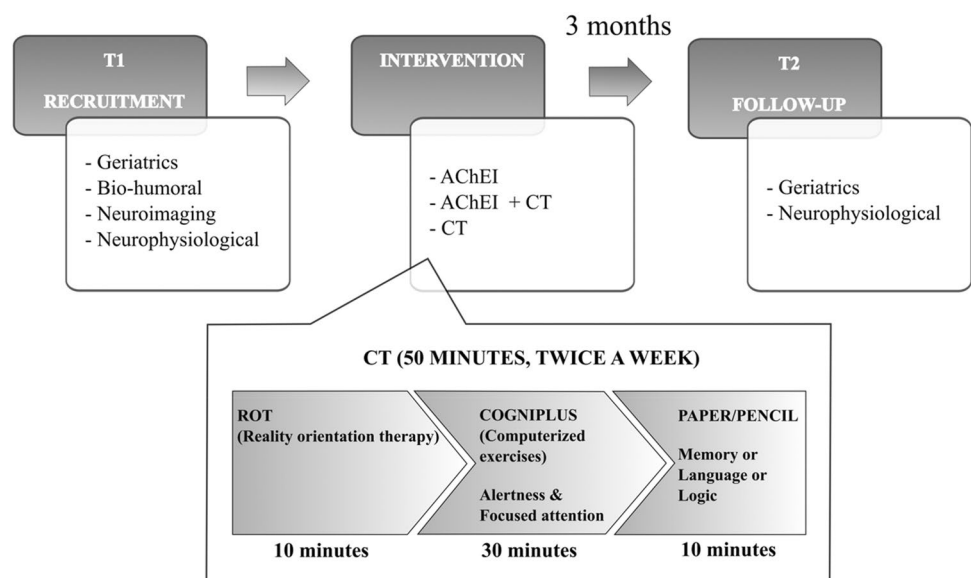 3 months
T1
RECRUITMENT
- Geriatrics
- Bio-humoral
- Neuroimaging
- Neurophysiological
INTERVENTION
- AChEI
- AChEI + CT
- CT
T2
FOLLOW-UP
- Geriatrics
- Neurophysiological
CT (50 MINUTES, TWICE A WEEK)
ROT
(Reality orientation therapy)
10 minutes
COGNIPLUS
(Computerized
exercises)
Alertness &
Focused attention
30 minutes
PAPER/PENCIL
Memory or
Language or
Logic
10 minutes